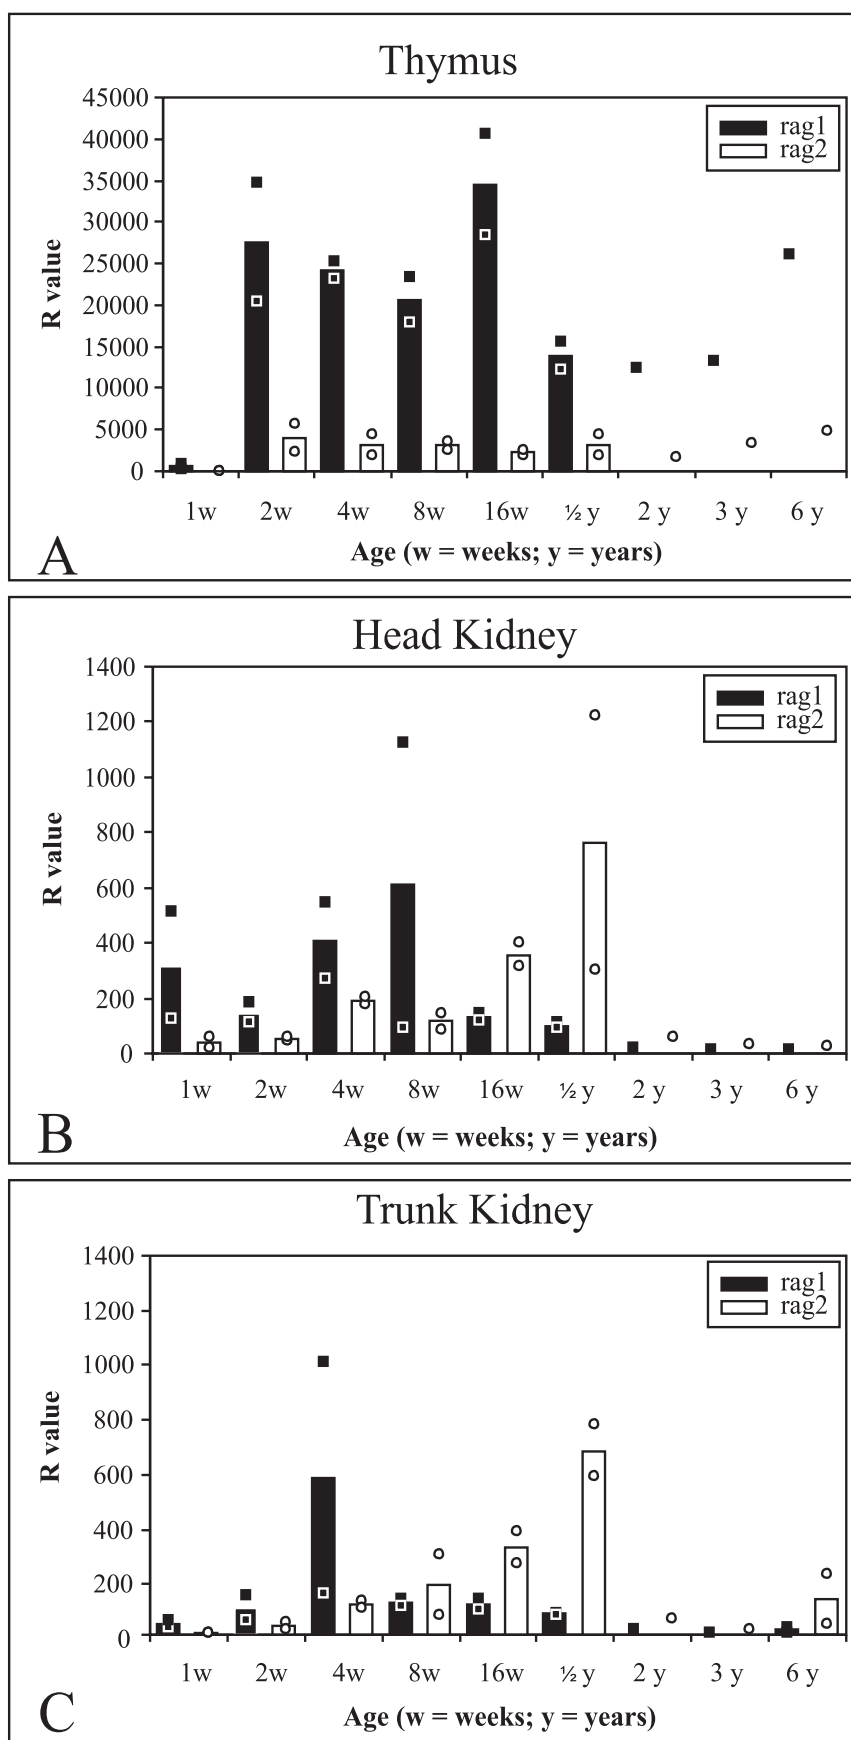 Thymus
45000
40000
35000
30000
25000
20000
15000
10000
5000
0
R value
rag1
rag2
1w 2w 4w 8w 16w ½ y 2 y 3 y 6 y
Age (w = weeks; y = years)
A
Head Kidney
1400
1200
1000
800
600
400
200
0
R value
rag1
rag2
1w 2w 4w 8w 16w ½ y 2 y 3 y 6 y
Age (w = weeks; y = years)
B
Trunk Kidney
1400
1200
1000
800
600
400
200
0
R value
rag1
rag2
1w 2w 4w 8w 16w ½ y 2 y 3 y 6 y
Age (w = weeks; y = years)
C